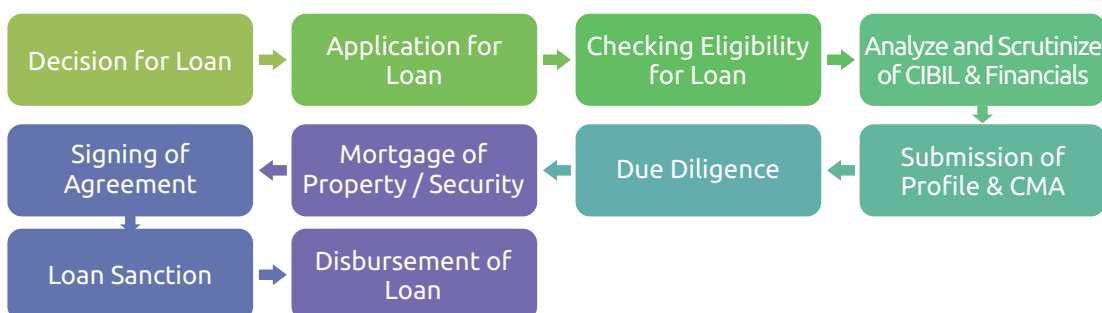 Decision for Loan
Application for
Loan
Checking Eligibility
for Loan
Analyze and Scrutinize
of CIBIL & Financials
Submission of
Profile & CMA
Due Diligence
Mortgage of
Property / Security
Signing of
Agreement
Loan Sanction
Disbursement of
Loan